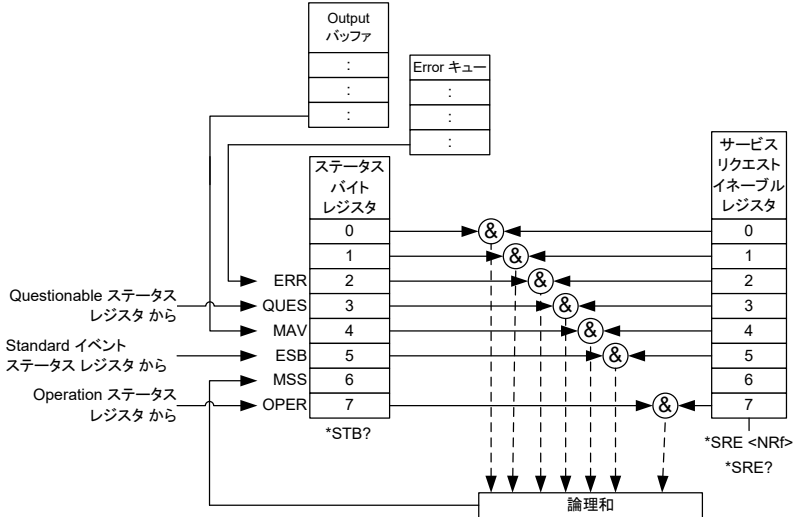 Output
バッファ
:
:
:
Error キュー
:
:
:
ステータス
バイト
レジスタ
0
1
2
3
4
5
6
7
*STB?
ERR
QUES
MAV
ESB
MSS
OPER
Questionable ステータス
レジスタ から
Standard イベント
ステータス レジスタ から
Operation ステータス
レジスタ から
&
&
&
&
&
&
&
サービス
リクエスト
イネーブル
レジスタ
0
1
2
3
4
5
6
7
*SRE <NRf>
*SRE?
論理和